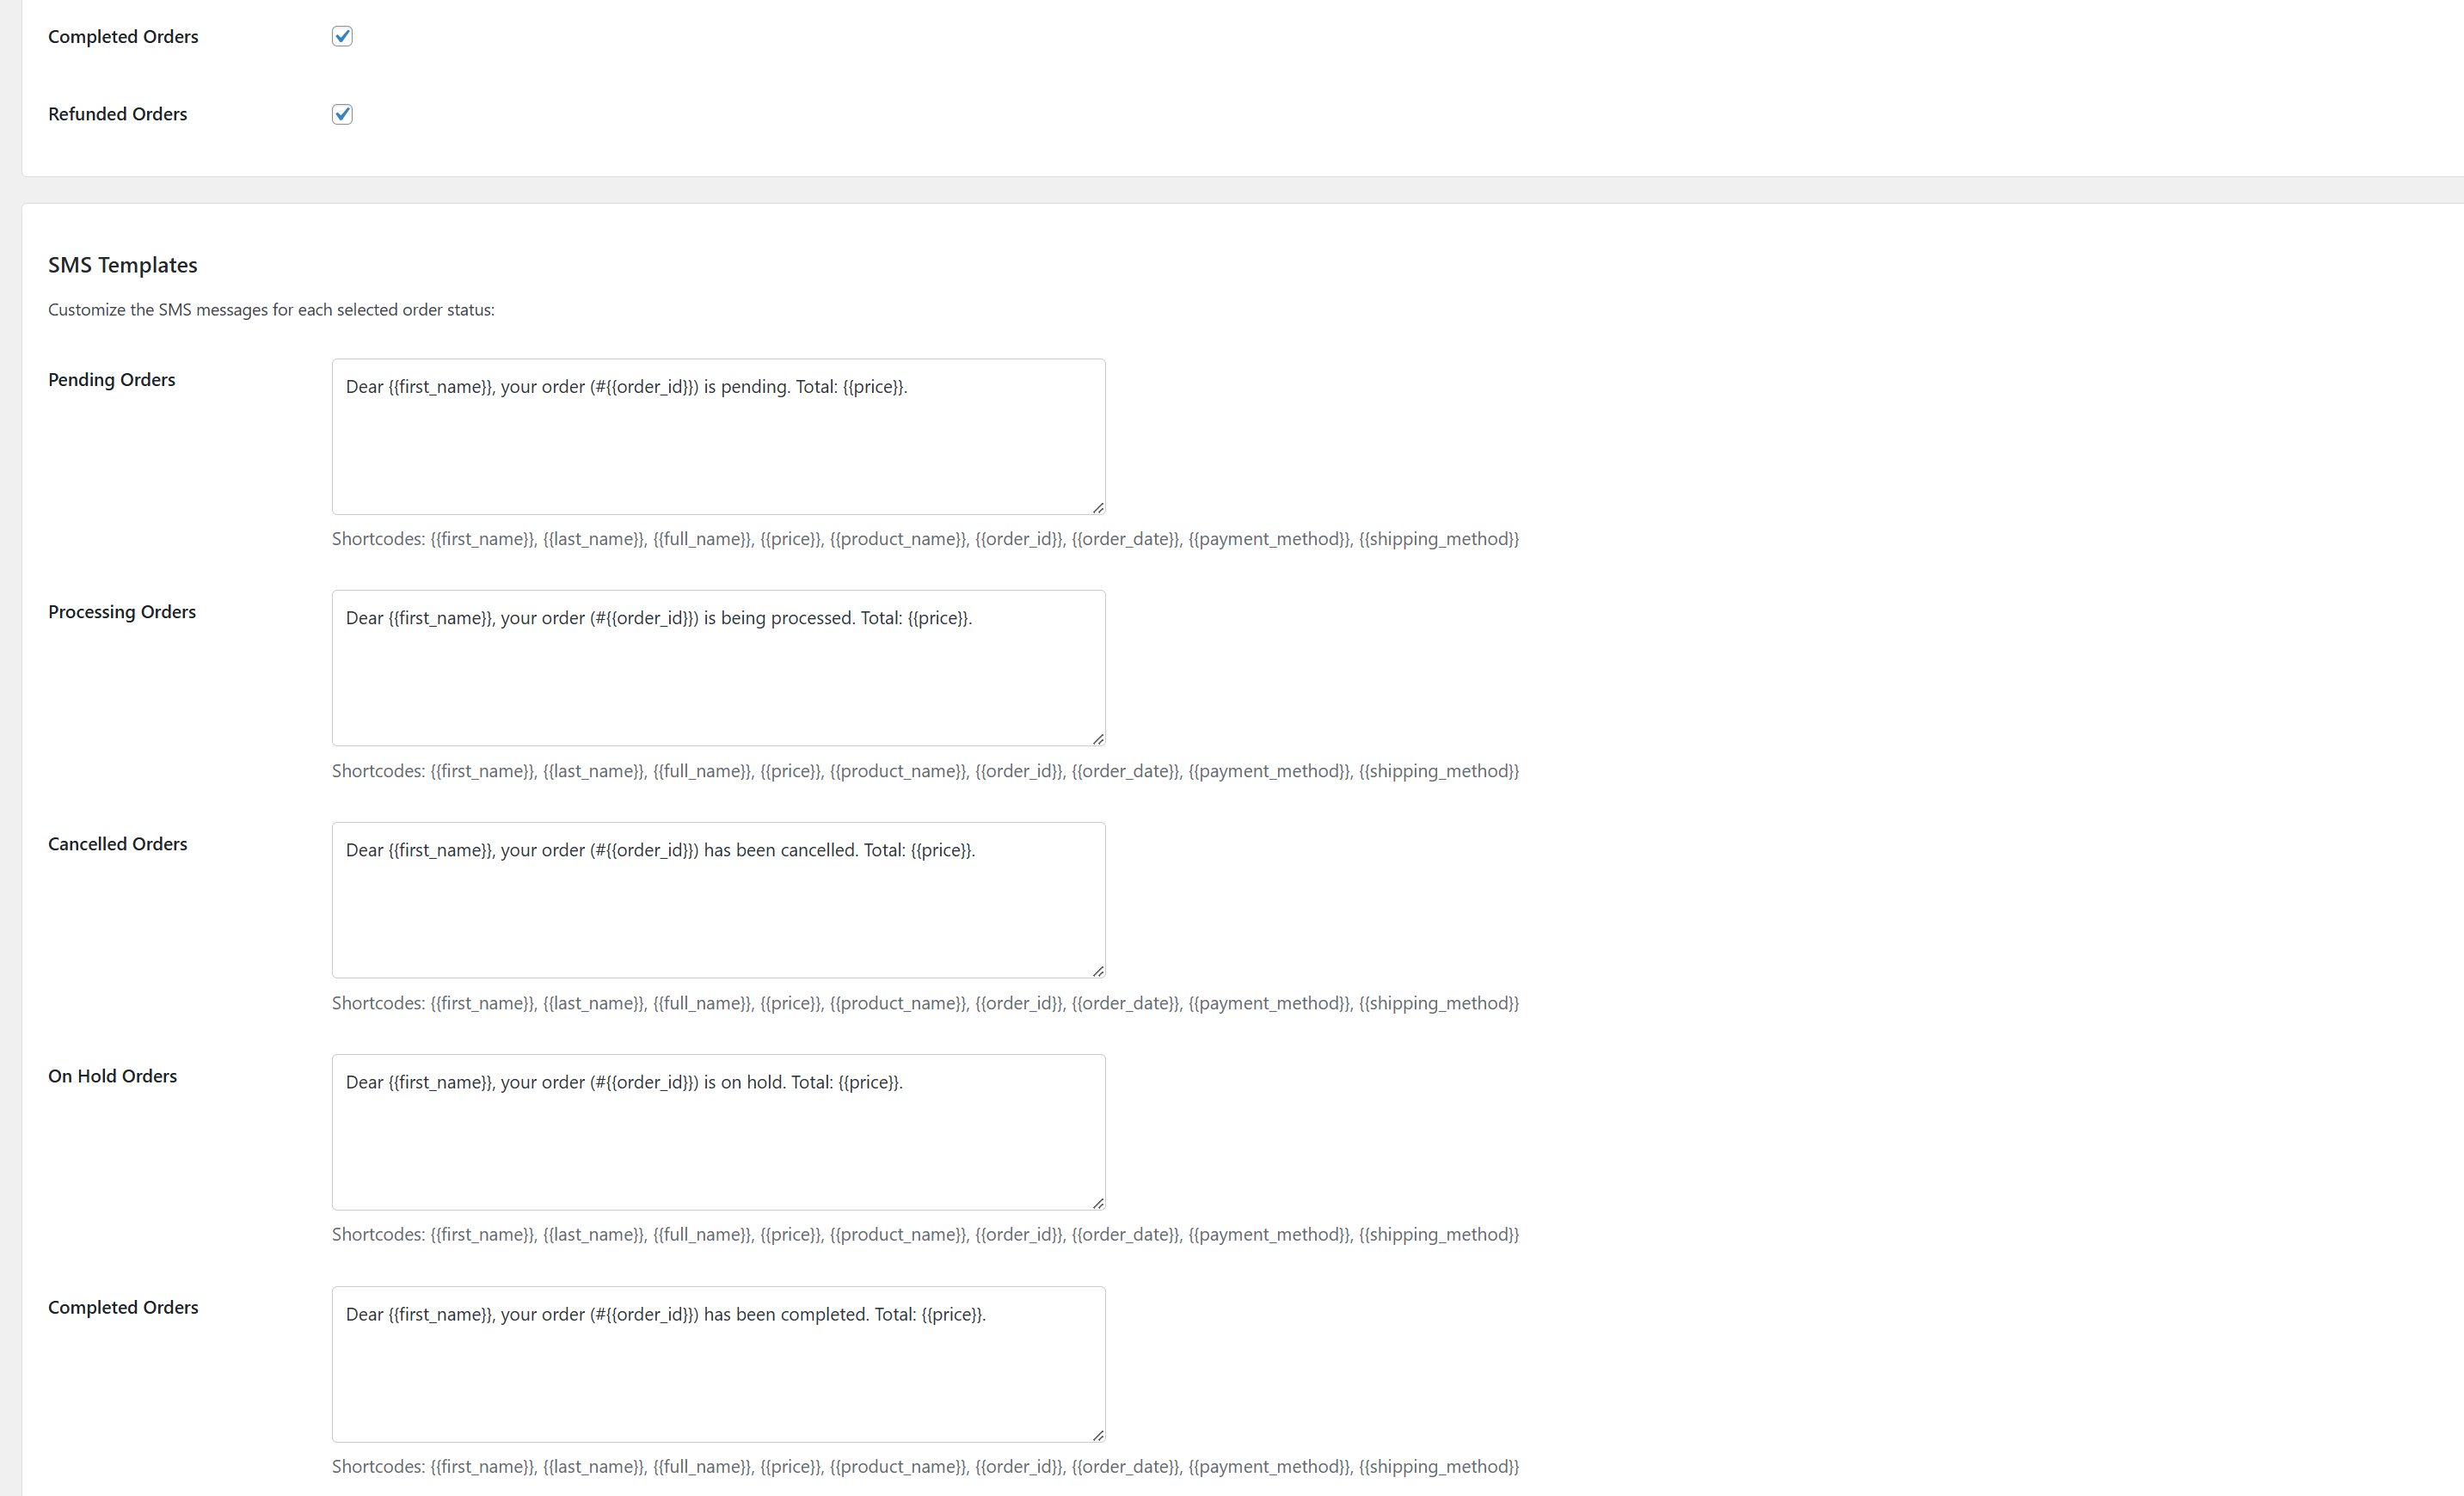 Completed Orders
Refunded Orders
SMS Templates
Customize the SMS messages for each selected order status:
Pending Orders
Dear {{first_name}}, your order (#{{order_id}}) is pending. Total: {{price}}.
Shortcodes: {{first_name}}, {{last_name}}, {{full_name}}, {{price}}, {{product_name}}, {{order_id}}, {{order_date}}, {{payment_method}}, {{shipping_method}}
Processing Orders
Dear {{first_name}}, your order (#{{order_id}}) is being processed. Total: {{price}}.
Shortcodes: {{first_name}}, {{last_name}}, {{full_name}}, {{price}}, {{product_name}}, {{order_id}}, {{order_date}}, {{payment_method}}, {{shipping_method}}
Cancelled Orders
Dear {{first_name}}, your order (#{{order_id}}) has been cancelled. Total: {{price}}.
Shortcodes: {{first_name}}, {{last_name}}, {{full_name}}, {{price}}, {{product_name}}, {{order_id}}, {{order_date}}, {{payment_method}}, {{shipping_method}}
On Hold Orders
Dear {{first_name}}, your order (#{{order_id}}) is on hold. Total: {{price}}.
Shortcodes: {{first_name}}, {{last_name}}, {{full_name}}, {{price}}, {{product_name}}, {{order_id}}, {{order_date}}, {{payment_method}}, {{shipping_method}}
Completed Orders
Dear {{first_name}}, your order (#{{order_id}}) has been completed. Total: {{price}}.
Shortcodes: {{first_name}}, {{last_name}}, {{full_name}}, {{price}}, {{product_name}}, {{order_id}}, {{order_date}}, {{payment_method}}, {{shipping_method}}